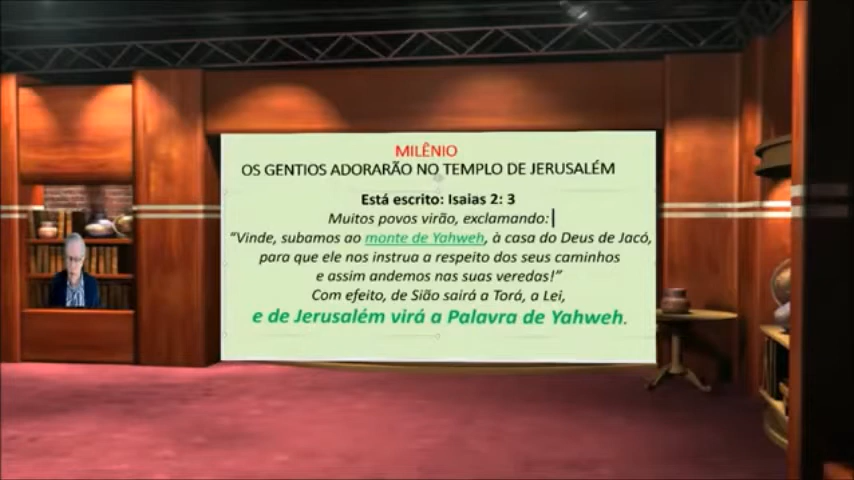 MILÊNIO
OS GENTIOS ADORARÃO NO TEMPLO DE JERUSALÉM
Está escrito: Isaias 2: 3
Muitos povos virão, exclamando:
“Vinde, subamos ao monte de Yahweh, à casa do Deus de Jacó,
para que ele nos instrua a respeito dos seus caminhos
e assim andemos nas suas veredas!”
Com efeito, de Sião sairá a Torá, a Lei,
e de Jerusalém virá a Palavra de Yahweh.